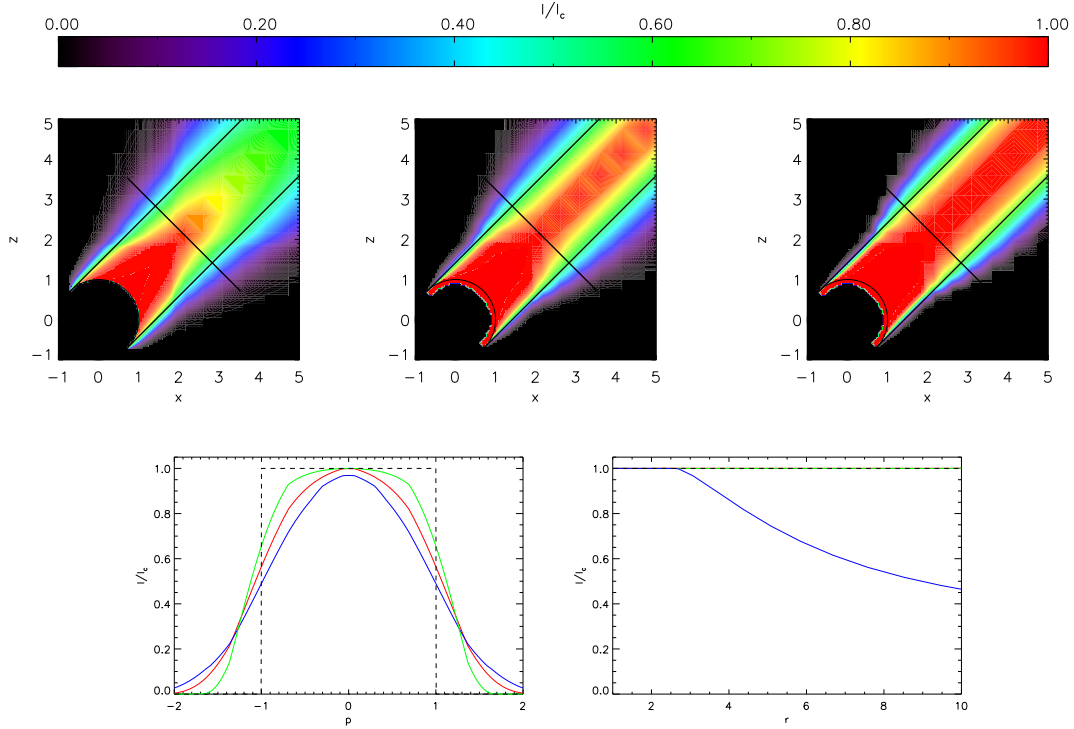 I/Ic
0.00 0.20 0.40 0.60 0.80 1.00
5 5 5
4 4 4
3 3 3
z z z
2 2 2
1 1 1
0 0 0
−1 −1 −1
−1 0 1 2 3 4 5 −1 0 1 2 3 4 5 −1 0 1 2 3 4 5
x x x
1.0 1.0
0.8 0.8
0.6 0.6
I/Ic I/Ic
0.4 0.4
0.2 0.2
0.0 0.0
−2 −1 0 1 2 2 4 6 8 10
p r